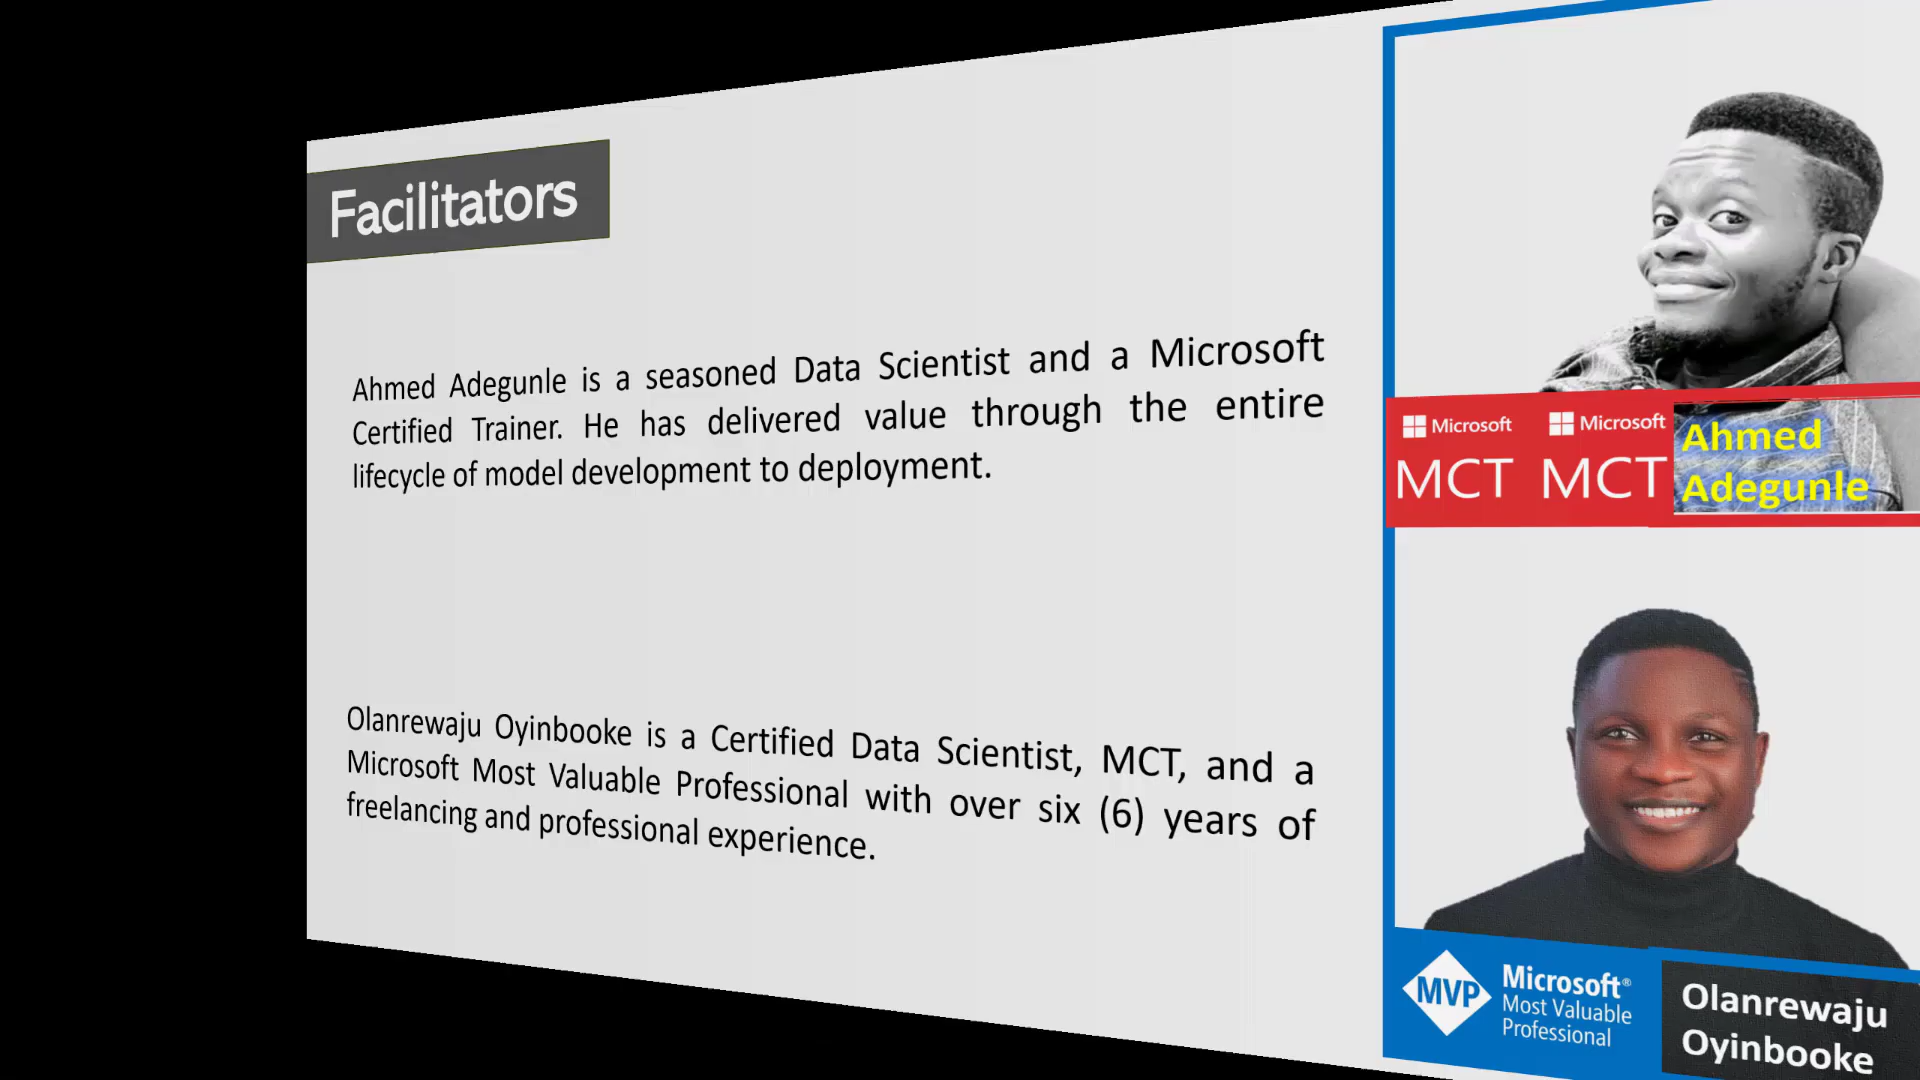 Facilitators
Ahmed Adegunle is a seasoned Data Scientist and a Microsoft
Certified Trainer. He has delivered value through the entire
lifecycle of model development to deployment.
Microsoft
MCT
Microsoft
MCT
Ahmed
Adegunle
Olanrewaju Oyinbooke is a Certified Data Scientist, MCT, and a
Microsoft Most Valuable Professional with over six (6) years of
freelancing and professional experience.
MVP
Microsoft®
Most Valuable
Professional
Olanrewaju
Oyinbooke